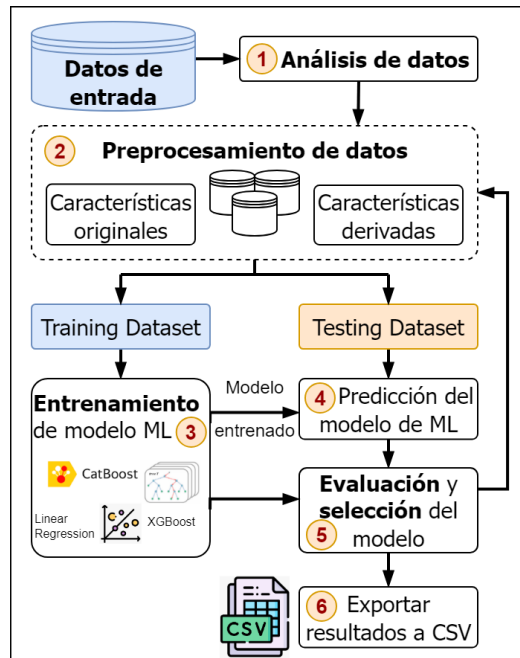 Datos de
entrada
1 Análisis de datos
2 Preprocesamiento de datos
Características
originales
Características
derivadas
Training Dataset
Testing Dataset
Entrenamiento
de modelo ML 3
CatBoost
Linear
Regression
XGBoost
Modelo
entrenado
4 Predicción del
modelo de ML
Evaluación y
selección del
5 modelo
CSV
6 Exportar
resultados a CSV